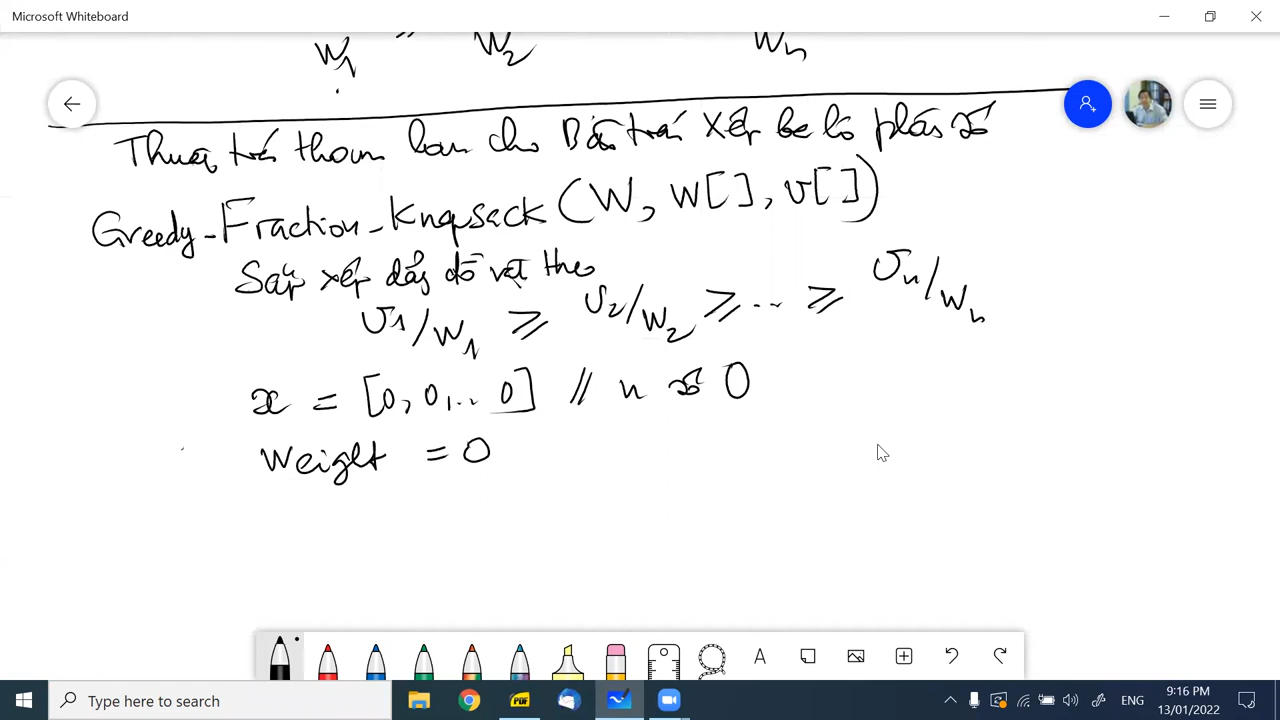 Microsoft Whiteboard
W1 W2 Wn
Thuật toán tham lam cho Bài toán Xếp ba lô phân số
Greedy-Fraction-Knapsack (W, W[], v[])
Sắp xếp dãy đồ vật theo
v1/W1 ≥ v2/W2 ≥ ... ≥ vn/Wn
x = [0, 0, .. 0] // n số 0
Weight = 0
A
Type here to search
PDF
ENG
9:16 PM
13/01/2022